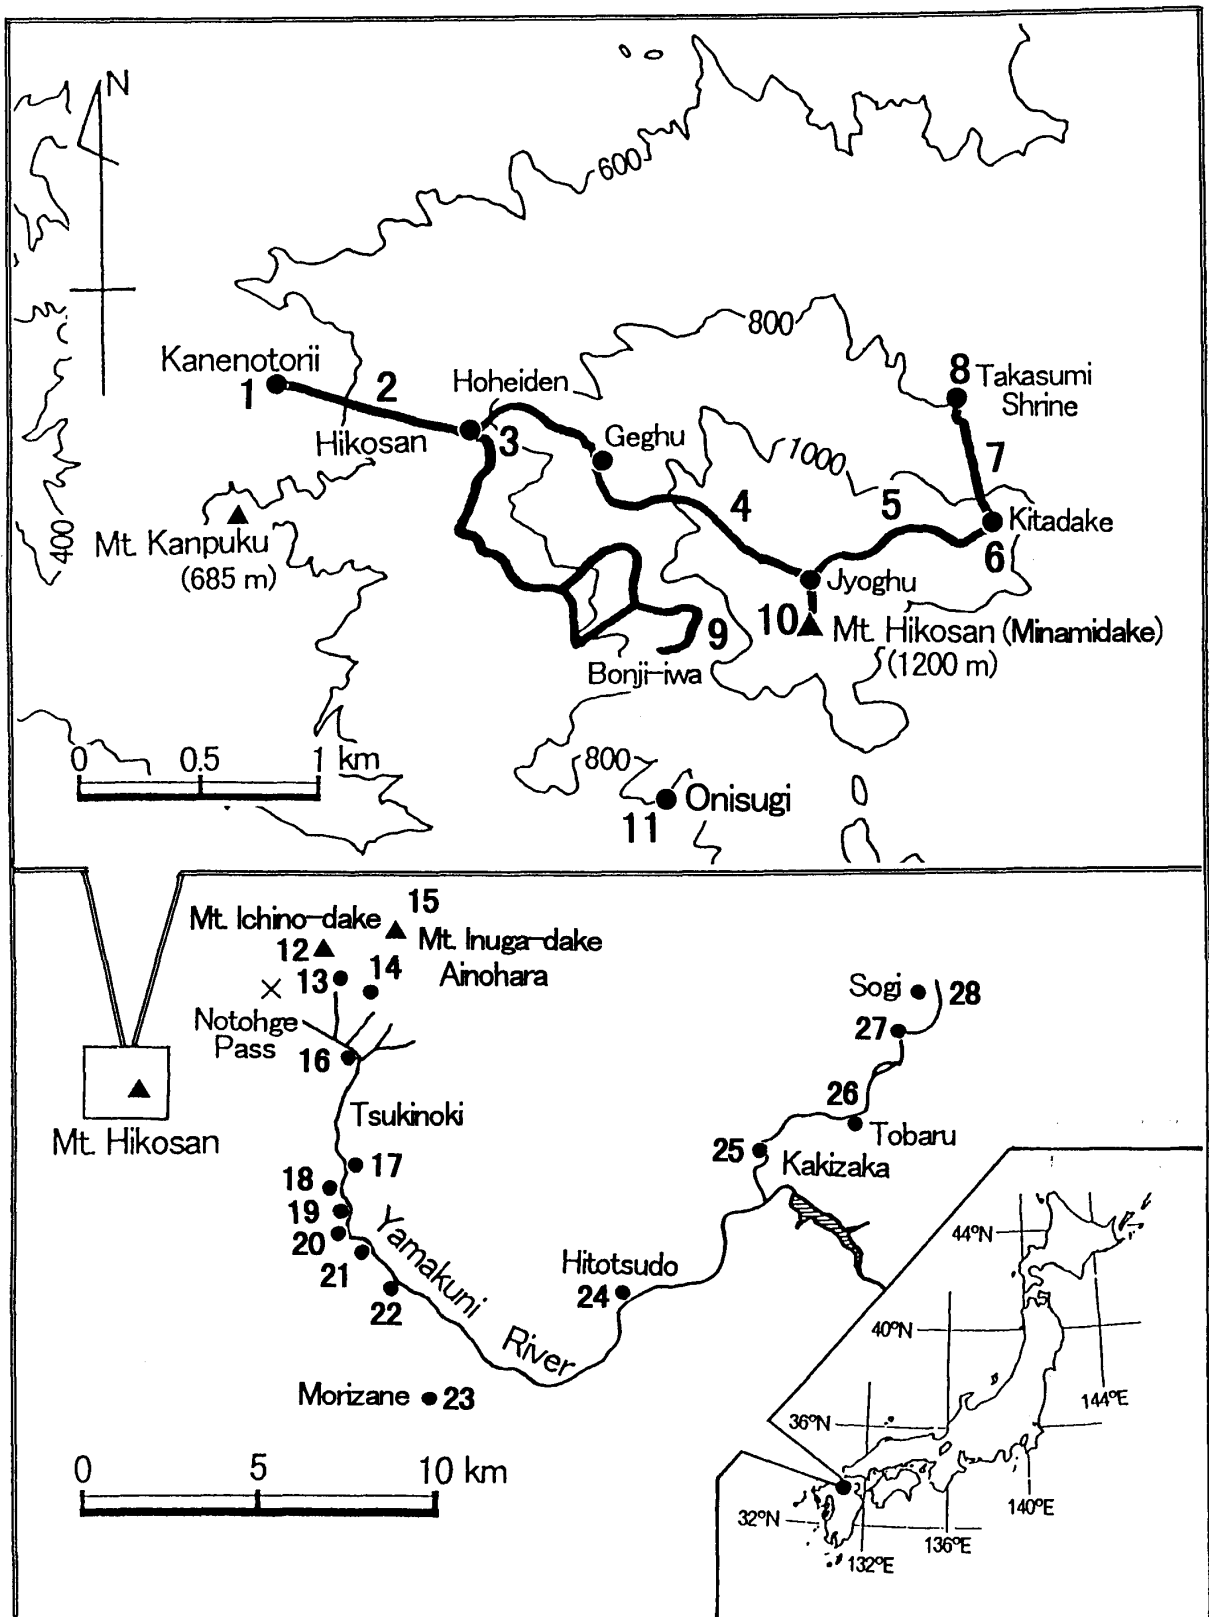 N
600
800
Kanenotorii
1
2
Hoheiden
8
Takasumi
Shrine
Hikosan
3
Geghu
1000
7
400
4
5
Kitadake
6
Mt. Kanpuku
(685 m)
Jyoghu
10
Mt. Hikosan (Minamidake)
(1200 m)
9
Bonji-iwa
0 0.5 1 km
800
Onisugi
11
15
Mt. Ichino-dake
12
Mt. Inuga-dake
13
14
Ainohara
Sogi
28
Notohge
Pass
27
16
26
Tsukinoki
Tobaru
Mt. Hikosan
25
Kakizaka
17
18
19
20
21
22
Yamakuni
River
Hitotsudo
24
Morizane
23
0 5 10 km
44°N
40°N
36°N
32°N
144°E
140°E
136°E
132°E